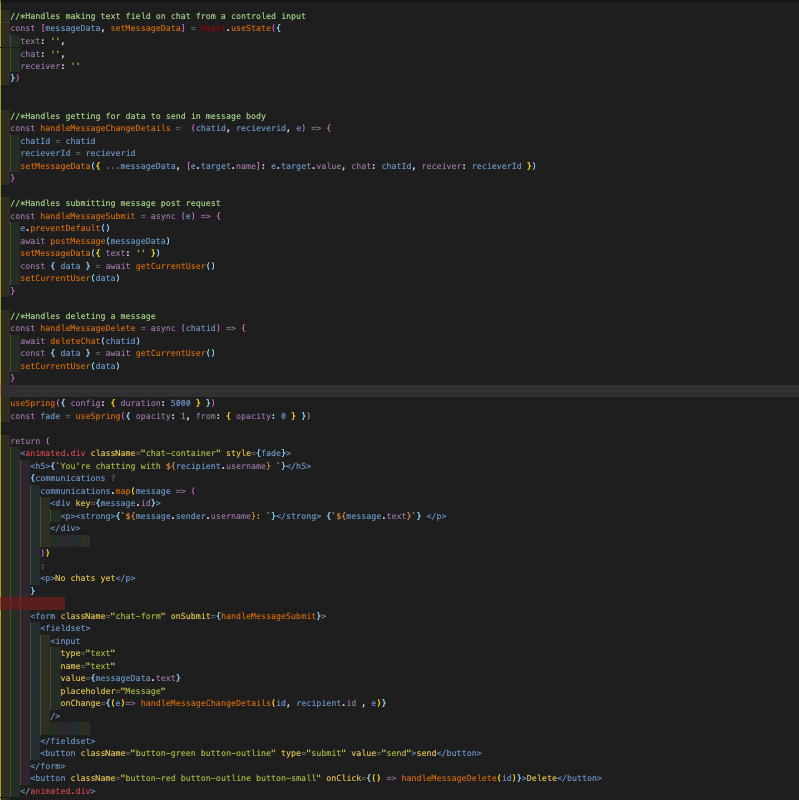 //*Handles making text field on chat from a controled input
const [messageData, setMessageData] = React.useState({
  text: '',
  chat: '',
  receiver: ''
})
//*Handles getting for data to send in message body
const handleMessageChangeDetails =  (chatid, recieverid, e) => {
  chatId = chatid
  recieverId = recieverid
  setMessageData({ ...messageData, [e.target.name]: e.target.value, chat: chatId, receiver: recieverId })
}
//*Handles submitting message post request
const handleMessageSubmit = async (e) => {
  e.preventDefault()
  await postMessage(messageData)
  setMessageData({ text: '' })
  const { data } = await getCurrentUser()
  setCurrentUser(data)
}
//*Handles deleting a message
const handleMessageDelete = async (chatid) => {
  await deleteChat(chatid)
  const { data } = await getCurrentUser()
  setCurrentUser(data)
}
useSpring({ config: { duration: 5000 } })
const fade = useSpring({ opacity: 1, from: { opacity: 0 } })
return (
  <animated.div className="chat-container" style={fade}>
    <h5>{`You're chatting with ${recipient.username} `}</h5>
    {communications ?
      communications.map(message => (
        <div key={message.id}>
          <p><strong>{`${message.sender.username}: `}</strong> {`${message.text}`} </p>
        </div>
      ))
      :
      <p>No chats yet</p>
    }
    <form className="chat-form" onSubmit={handleMessageSubmit}>
      <fieldset>
        <input
          type="text"
          name="text"
          value={messageData.text}
          placeholder="Message"
          onChange={(e)=> handleMessageChangeDetails(id, recipient.id , e)}
        />
      </fieldset>
      <button className="button-green button-outline" type="submit" value="send">send</button>
    </form>
    <button className="button-red button-outline button-small" onClick={() => handleMessageDelete(id)}>Delete</button>
  </animated.div>